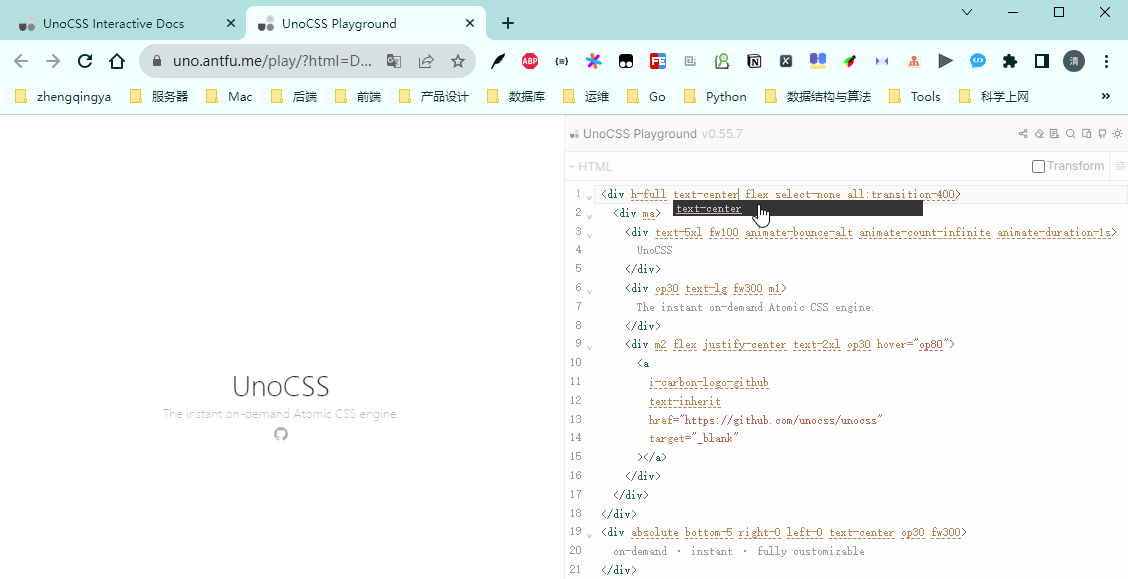 UnoCSS Interactive Docs
UnoCSS Playground
uno.antfu.me/play/?html=D...
zhengqingya 服务器 Mac 后端 前端 产品设计 数据库 运维 Go Python 数据结构与算法 Tools 科学上网 »
UnoCSS Playground v0.55.7
HTML Transform
1 <div h-full text-center flex select-none all:transition-400>
text-center
2 <div ma>
3 <div text-5xl fw100 animate-bounce-alt animate-count-infinite animate-duration-1s>
4 UnoCSS
5 </div>
6 <div op30 text-lg fw300 m1>
7 The instant on-demand Atomic CSS engine.
8 </div>
9 <div m2 flex justify-center text-2xl op30 hover="op80">
10 <a
11 i-carbon-logo-github
12 text-inherit
13 href="https://github.com/unocss/unocss"
14 target="_blank"
15 ></a>
16 </div>
17 </div>
18 </div>
19 <div absolute bottom-5 right-0 left-0 text-center op30 fw300>
20 on-demand · instant · fully customizable
21 </div>
UnoCSS
The instant on-demand Atomic CSS engine.